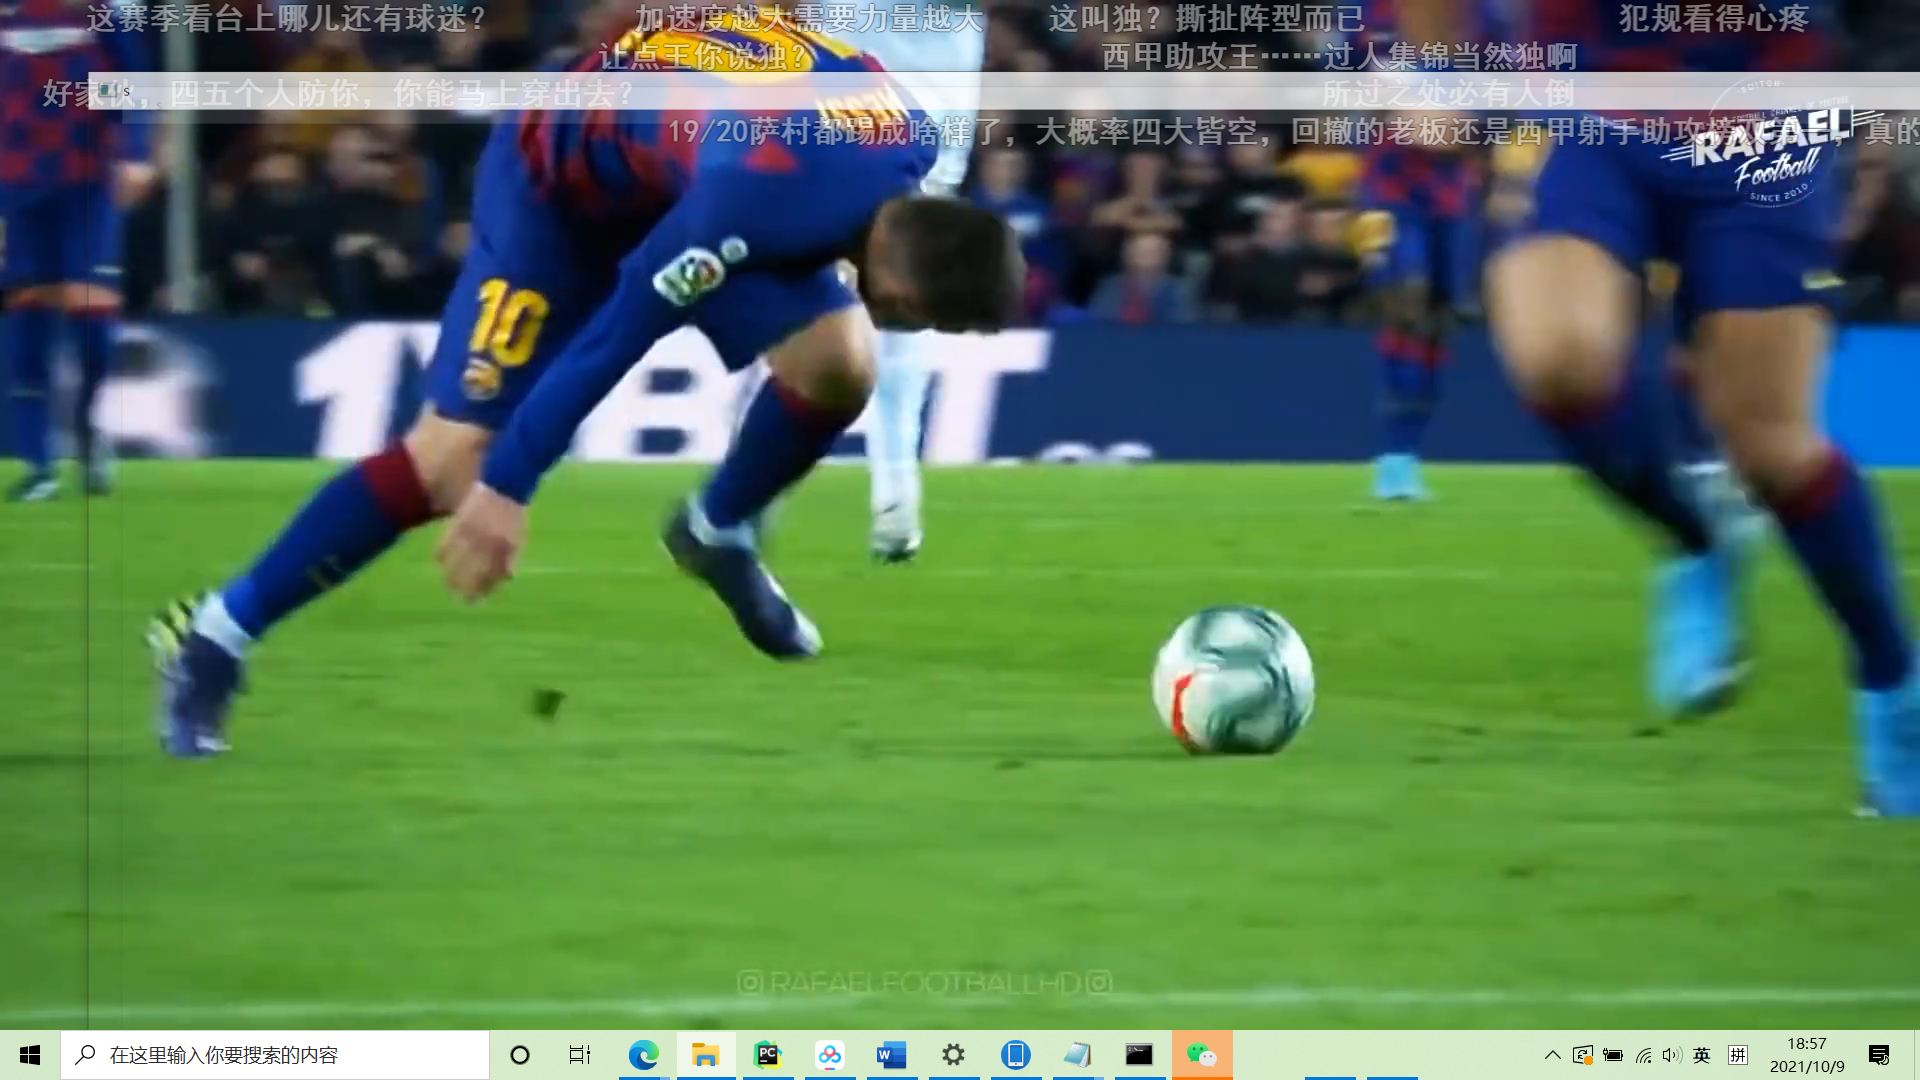 这赛季看台上哪儿还有球迷？
加速度越大需要力量越大
这叫独？撕扯阵型而已
犯规看得心疼
让点王你说独？
西甲助攻王……过人集锦当然独啊
好家伙，四五个人防你，你能马上穿出去？
s
所过之处必有人倒
19/20萨村都踢成啥样了，大概率四大皆空，回撤的老板还是西甲射手助攻
，真的
EDITOR
RAFAEL
Football
SINCE 2010
10
RAFAELFOOTBALLHD
在这里输入你要搜索的内容
PC
W
英
拼
18:57
2021/10/9